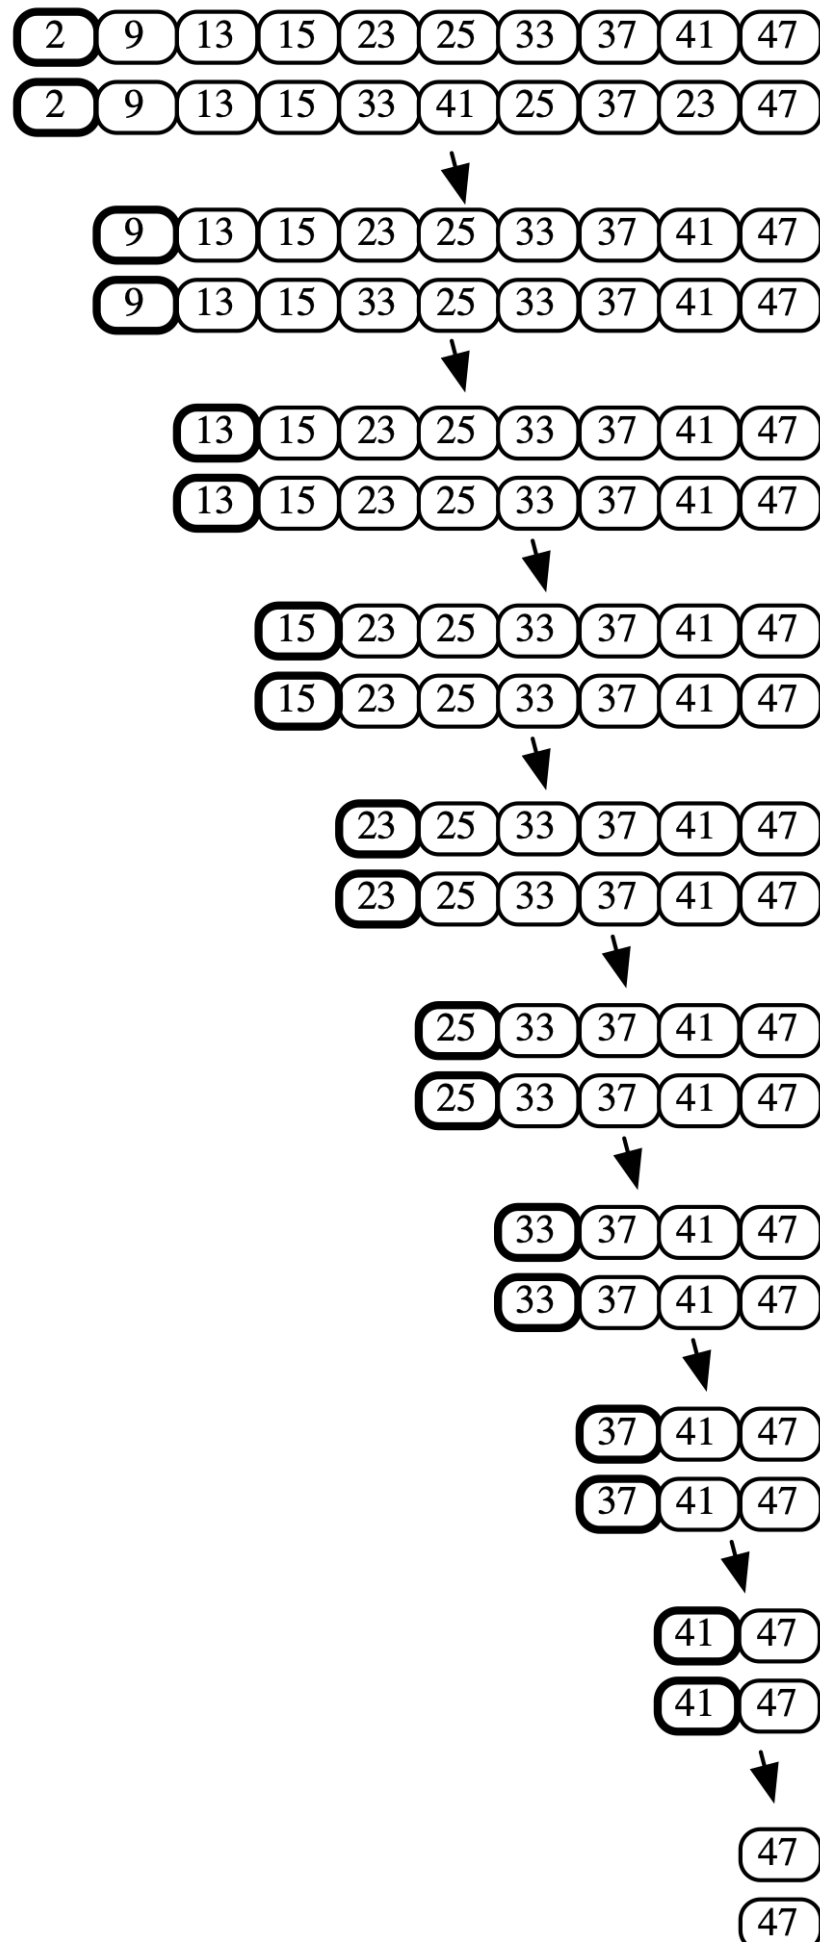 2 9 13 15 23 25 33 37 41 47
2 9 13 15 33 41 25 37 23 47
9 13 15 23 25 33 37 41 47
9 13 15 33 25 33 37 41 47
13 15 23 25 33 37 41 47
13 15 23 25 33 37 41 47
15 23 25 33 37 41 47
15 23 25 33 37 41 47
23 25 33 37 41 47
23 25 33 37 41 47
25 33 37 41 47
25 33 37 41 47
33 37 41 47
33 37 41 47
37 41 47
37 41 47
41 47
41 47
47
47